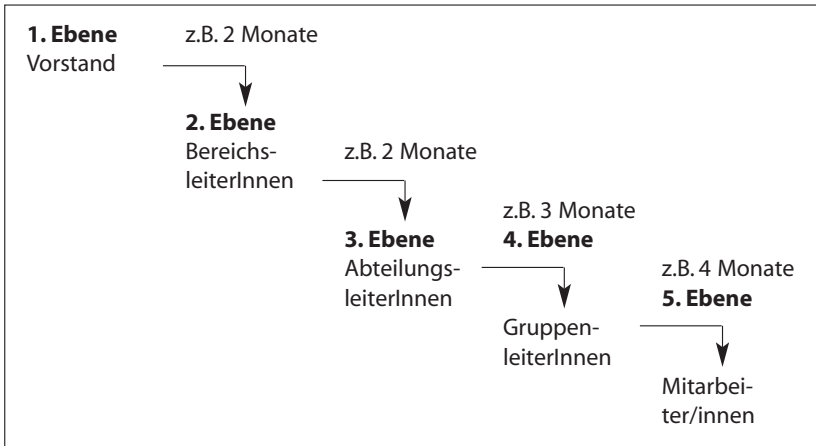 1. Ebene z.B. 2 Monate
Vorstand
2. Ebene
Bereichs- z.B. 2 Monate
leiterInnen
z.B. 3 Monate
3. Ebene 4. Ebene
Abteilungs- z.B. 4 Monate
leiterInnen 5. Ebene
Gruppen-
leiterInnen
Mitarbei-
ter/innen